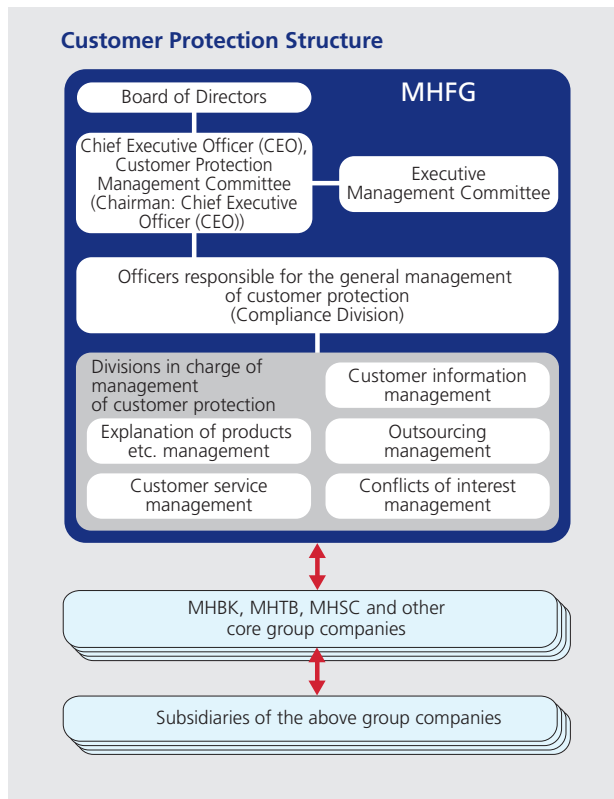 Customer Protection Structure
MHFG
Board of Directors
Chief Executive Officer (CEO),
Customer Protection
Management Committee
(Chairman: Chief Executive
Officer (CEO))
Executive
Management Committee
Officers responsible for the general management
of customer protection
(Compliance Division)
Divisions in charge of
management
of customer protection
Customer information
management
Explanation of products
etc. management
Outsourcing
management
Customer service
management
Conflicts of interest
management
MHBK, MHTB, MHSC and other
core group companies
Subsidiaries of the above group companies